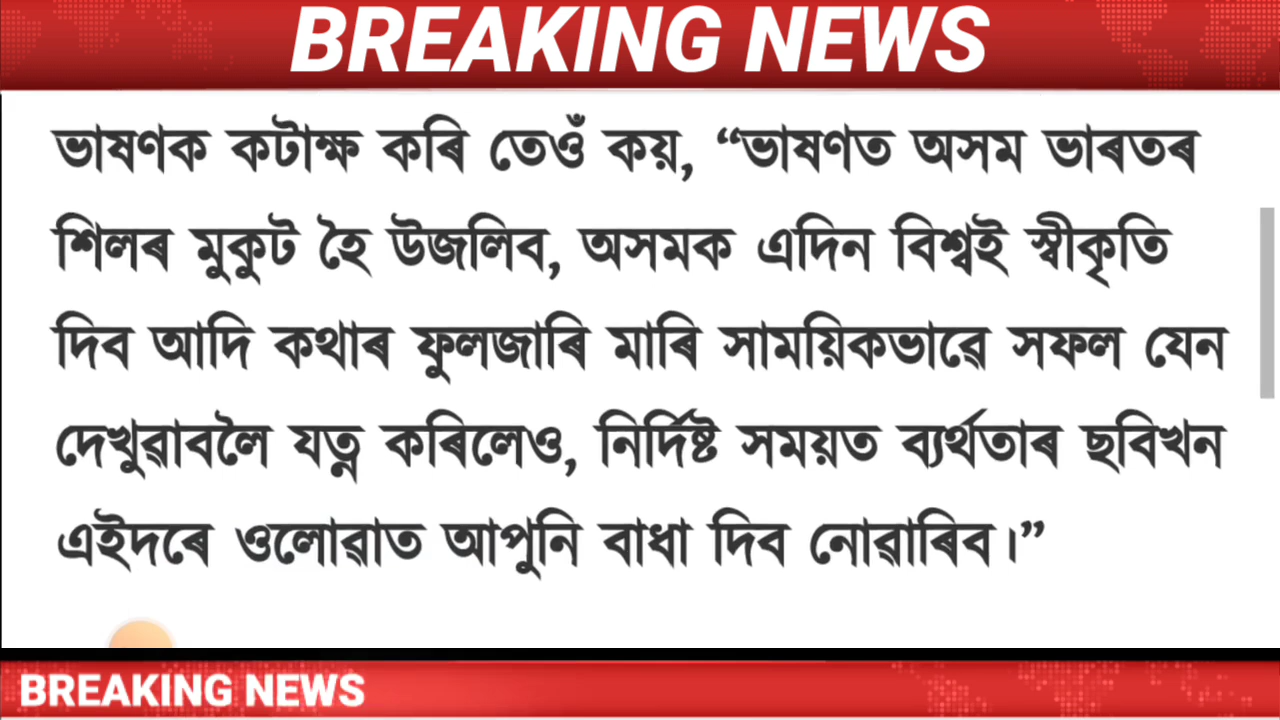 BREAKING NEWS
ভাষণক কটাক্ষ কৰি তেওঁ কয়, “ভাষণত অসম ভাৰতৰ
শিলৰ মুকুট হৈ উজলিব, অসমক এদিন বিশ্বই স্বীকৃতি
দিব আদি কথাৰ ফুলজাৰি মাৰি সাময়িকভাৱে সফল যেন
দেখুৱাবলৈ যত্ন কৰিলেও, নিৰ্দিষ্ট সময়ত ব্যৰ্থতাৰ ছবিখন
এইদৰে ওলোৱাত আপুনি বাধা দিব নোৱাৰিব।”
BREAKING NEWS